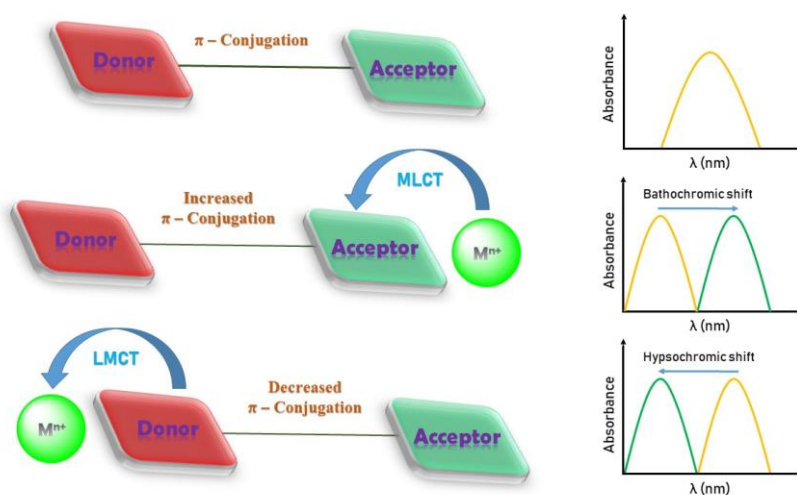 π – Conjugation
Donor
Acceptor
Absorbance
λ (nm)
Increased
π – Conjugation
MLCT
Donor
Acceptor
Mn+
Bathochromic shift
Absorbance
λ (nm)
LMCT
Decreased
π – Conjugation
Mn+
Donor
Acceptor
Hypsochromic shift
Absorbance
λ (nm)